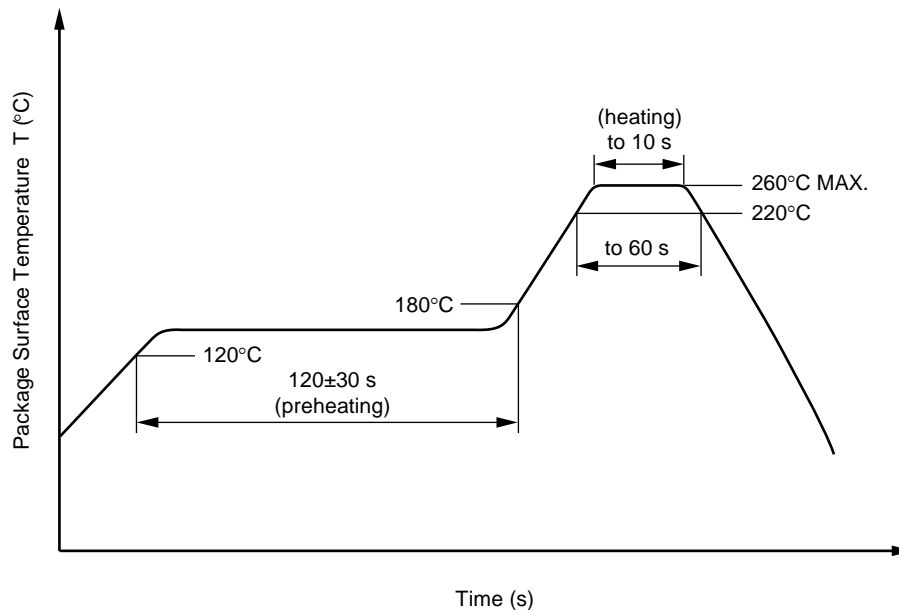 Package Surface Temperature T (°C)
(heating)
to 10 s
260°C MAX.
220°C
to 60 s
180°C
120°C
120±30 s
(preheating)
Time (s)